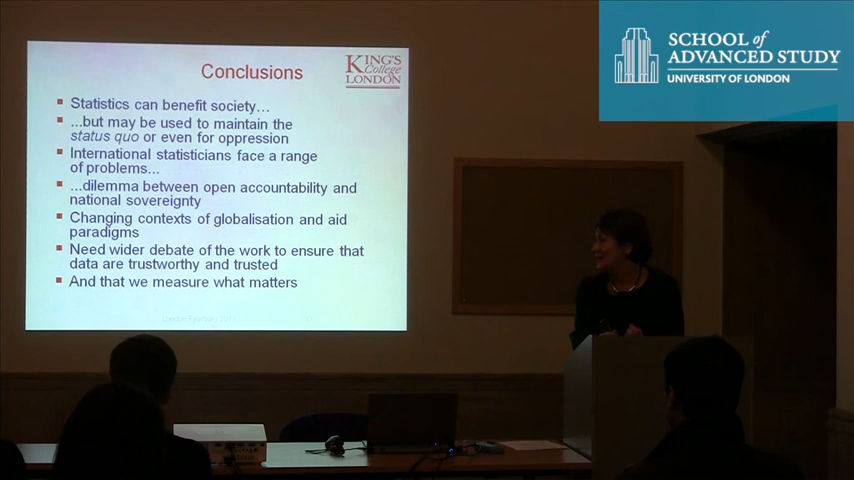 Conclusions
KING'S
College
LONDON
Statistics can benefit society…
...but may be used to maintain the
status quo or even for oppression
International statisticians face a range
of problems...
...dilemma between open accountability and
national sovereignty
Changing contexts of globalisation and aid
paradigms
Need wider debate of the work to ensure that
data are trustworthy and trusted
And that we measure what matters
London February
SCHOOL of
ADVANCED STUDY
UNIVERSITY OF LONDON